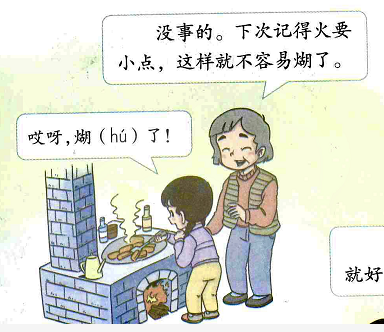 没事的。下次记得火要
小点，这样就不容易煳了。
哎呀，煳（hú）了！
就好